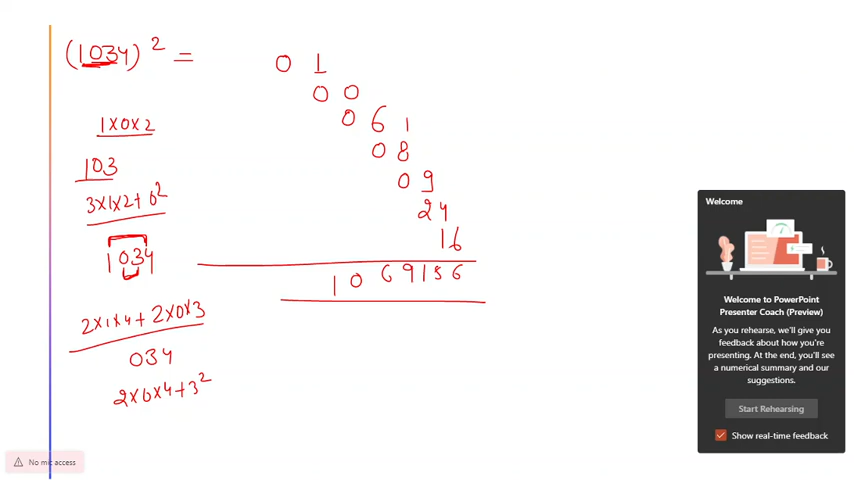 (1034)² =
0 1
0 0
1×0×2
0 6 1
0 8
103
0 9
3×1×2+0²
24
16
1034
1 0 6 9 1 5 6
2×1×4+2×0×3
034
2×0×4+3²
No mic access
Welcome
Welcome to PowerPoint
Presenter Coach (Preview)
As you rehearse, we'll give you
feedback about how you're
presenting. At the end, you'll see
a numerical summary and our
suggestions.
Start Rehearsing
Show real-time feedback